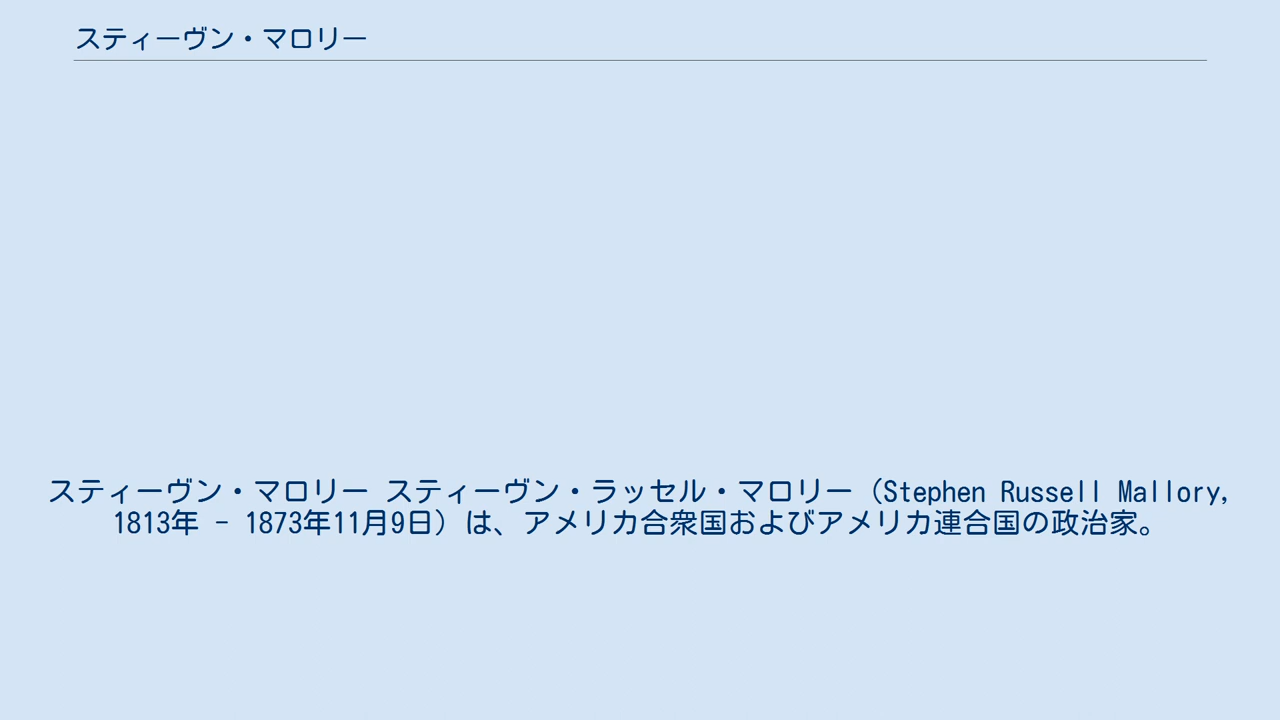 スティーヴン・マロリー
スティーヴン・マロリー スティーヴン・ラッセル・マロリー（Stephen Russell Mallory,
1813年 - 1873年11月9日）は、アメリカ合衆国およびアメリカ連合国の政治家。